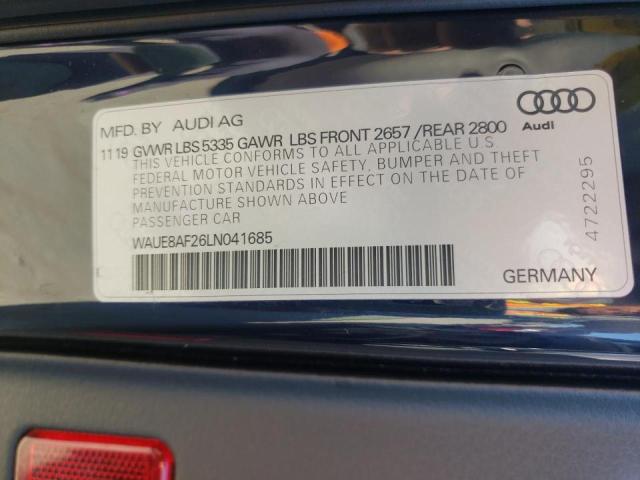 MFD. BY AUDI AG
11 19 GVWR LBS 5335 GAWR LBS FRONT 2657 /REAR 2800
THIS VEHICLE CONFORMS TO ALL APPLICABLE U.S
FEDERAL MOTOR VEHICLE SAFETY, BUMPER AND THEFT
PREVENTION STANDARDS IN EFFECT ON THE DATE OF
MANUFACTURE SHOWN ABOVE
PASSENGER CAR
WAUE8AF26LN041685
GERMANY
Audi
4722295